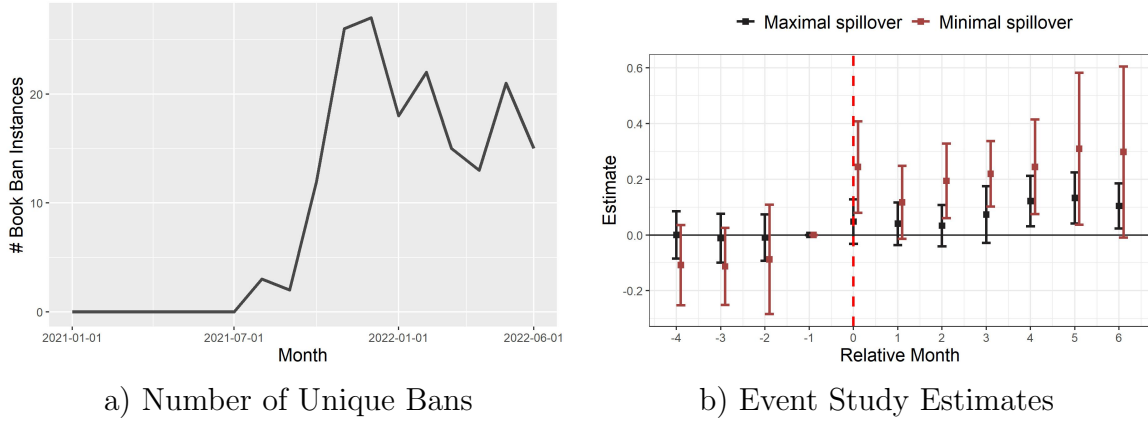 # Book Ban Instances
20
10
0
2021-01-01
2021-07-01
2022-01-01
2022-06-01
Month
a) Number of Unique Bans
Maximal spillover
Minimal spillover
Estimate
0.6
0.4
0.2
0.0
-0.2
-4
-3
-2
-1
0
1
2
3
4
5
6
Relative Month
b) Event Study Estimates